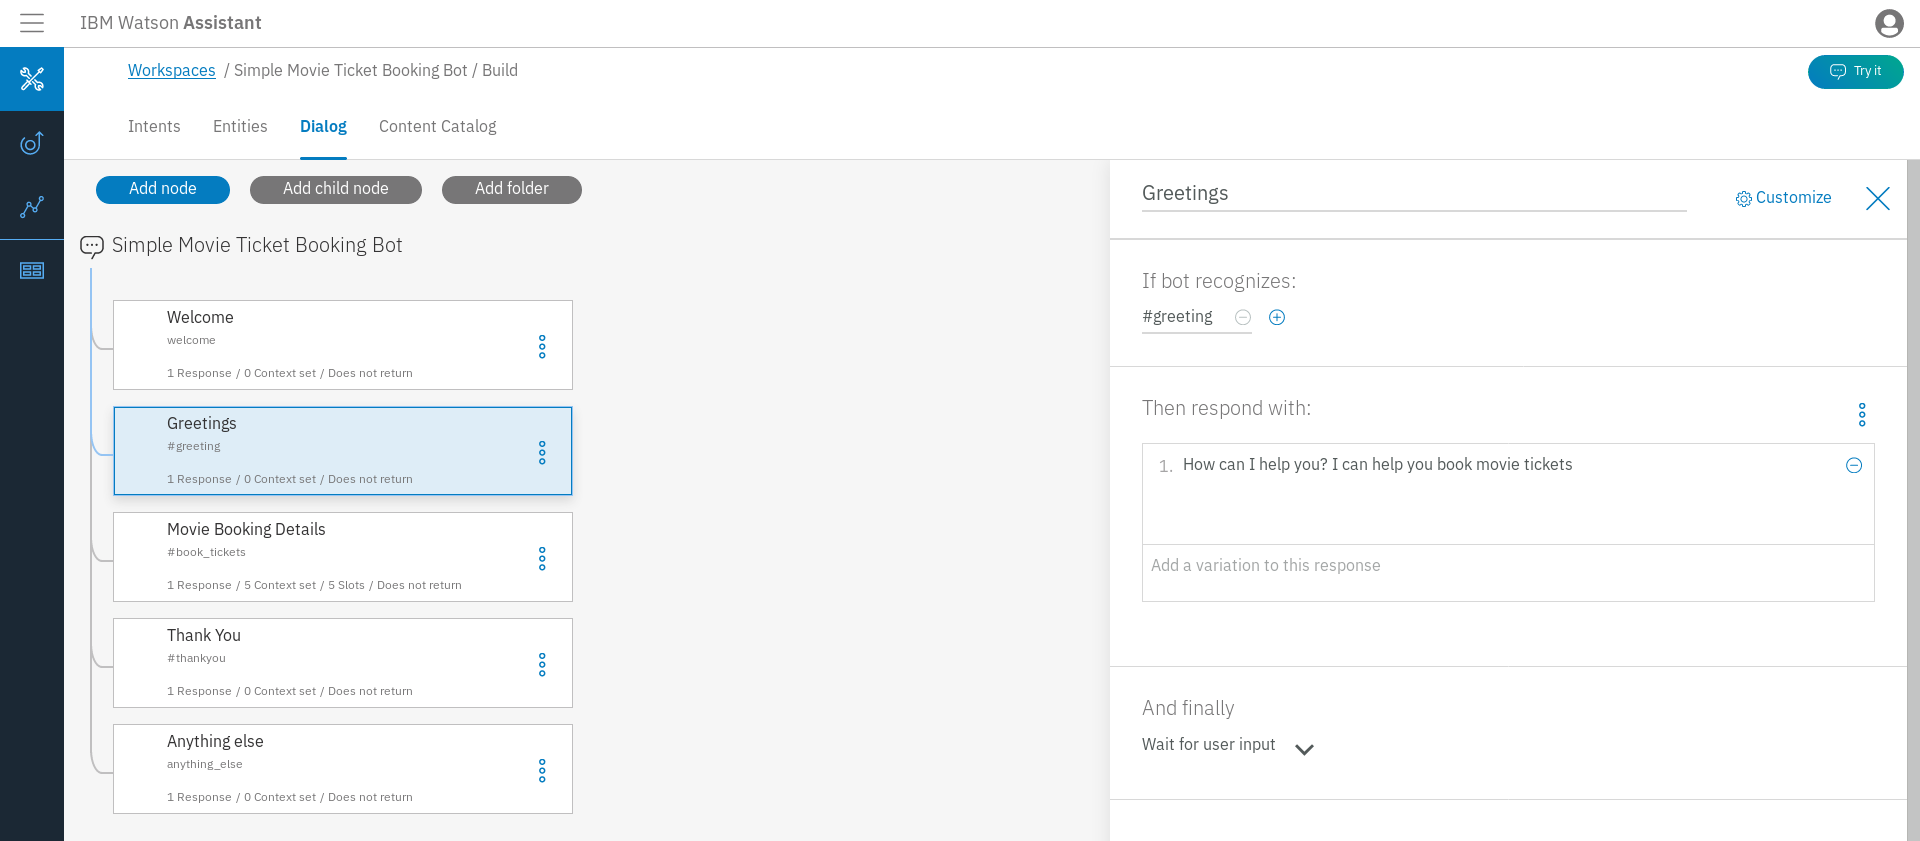 IBM Watson Assistant
Workspaces / Simple Movie Ticket Booking Bot / Build
Try it
Intents Entities Dialog Content Catalog
Add node Add child node Add folder
Simple Movie Ticket Booking Bot
Welcome
welcome
1 Response / 0 Context set / Does not return
Greetings
#greeting
1 Response / 0 Context set / Does not return
Movie Booking Details
#book_tickets
1 Response / 5 Context set / 5 Slots / Does not return
Thank You
#thankyou
1 Response / 0 Context set / Does not return
Anything else
anything_else
1 Response / 0 Context set / Does not return
Greetings
Customize
If bot recognizes:
#greeting
Then respond with:
1. How can I help you? I can help you book movie tickets
Add a variation to this response
And finally
Wait for user input